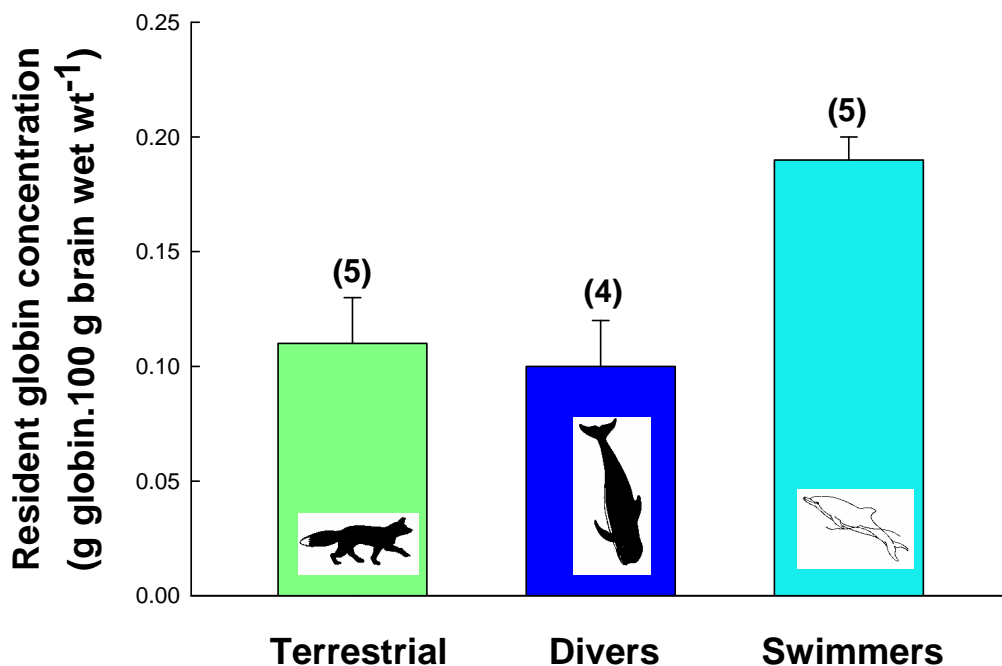 Resident globin concentration
(g globin.100 g brain wet wt-1)
0.25
0.20
0.15
0.10
0.05
0.00
(5)
(4)
(5)
Terrestrial
Divers
Swimmers